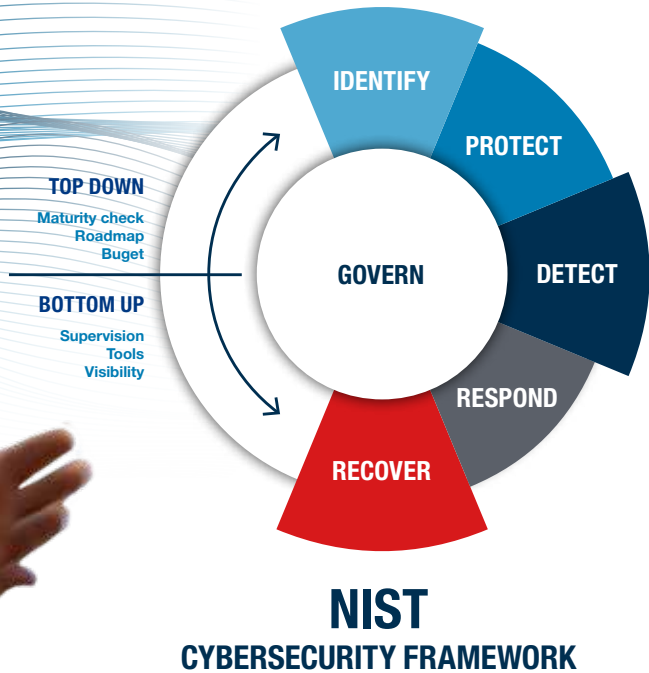 IDENTIFY
PROTECT
TOP DOWN
Maturity check
Roadmap
Buget
GOVERN
DETECT
BOTTOM UP
Supervision
Tools
Visibility
RESPOND
RECOVER
NIST
CYBERSECURITY FRAMEWORK